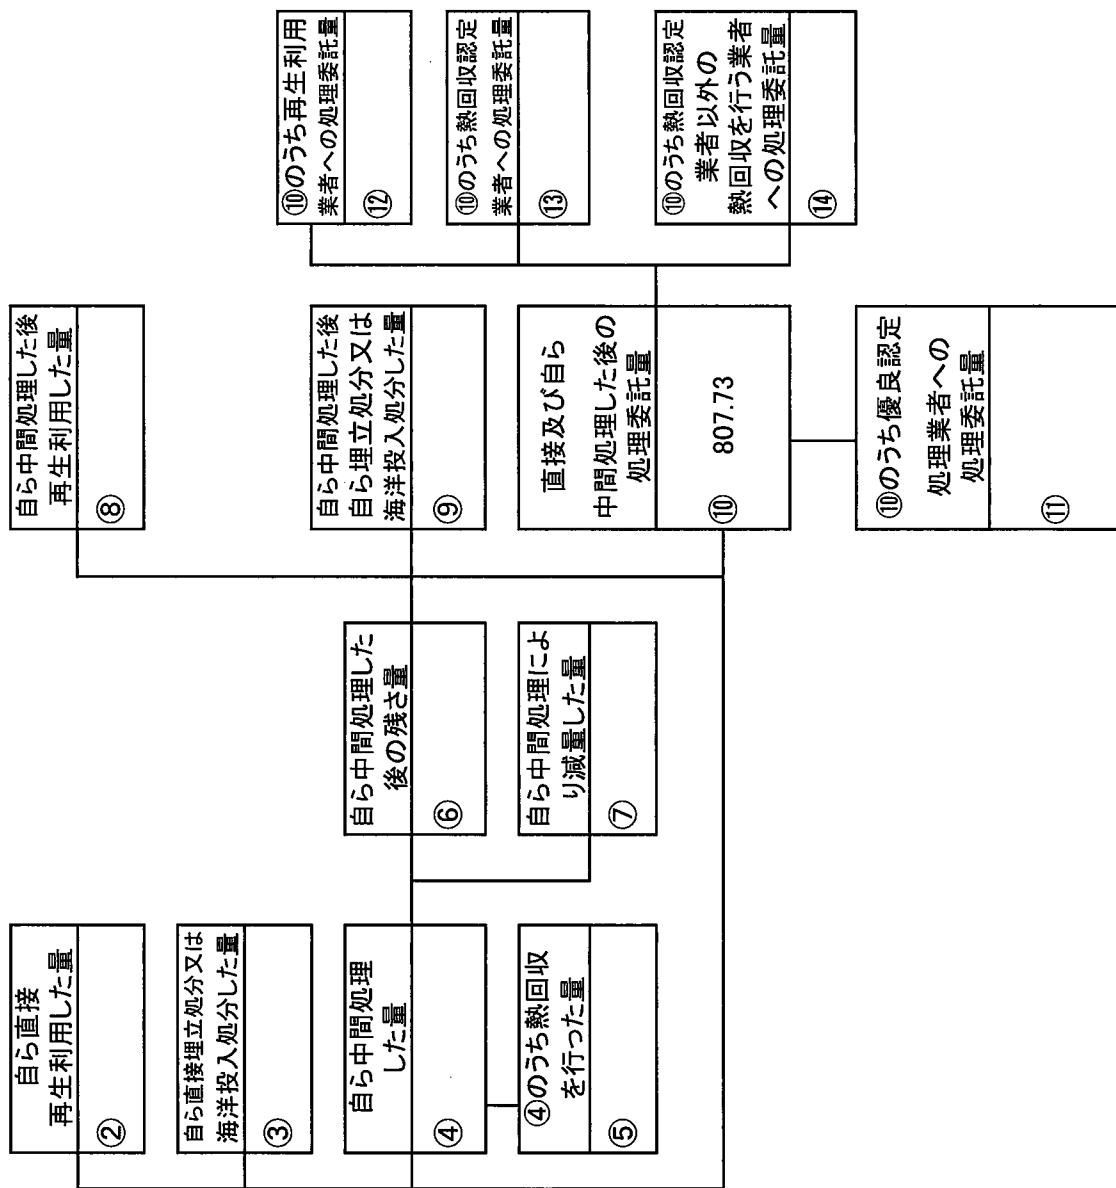 自ら直接
再生利用した量
②
自ら直接埋立処分又は
海洋投入処分した量
③
自ら中間処理
した量
④
④のうち熱回収
を行った量
⑤
自ら中間処理した
後の残さ量
⑥
自ら中間処理によ
り減量した量
⑦
自ら中間処理した後
再生利用した量
⑧
自ら中間処理した後
自ら埋立処分又は
海洋投入処分した量
⑨
直接及び自ら
中間処理した後の
処理委託量
⑩
807.73
⑩のうち優良認定
処理業者への
処理委託量
⑪
⑩のうち再生利用
業者への処理委託量
⑫
⑩のうち熱回収認定
業者への処理委託量
⑬
⑩のうち熱回収認定
業者以外の
熱回収を行う業者
への処理委託量
⑭